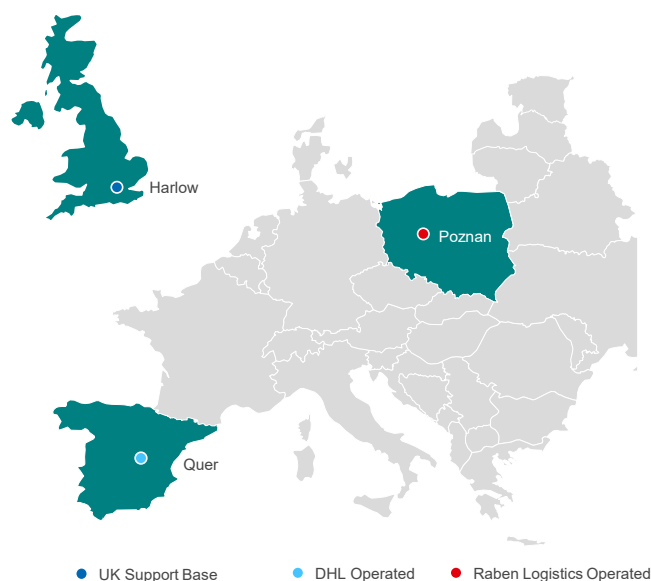 Harlow
Poznan
Quer
UK Support Base
DHL Operated
Raben Logistics Operated